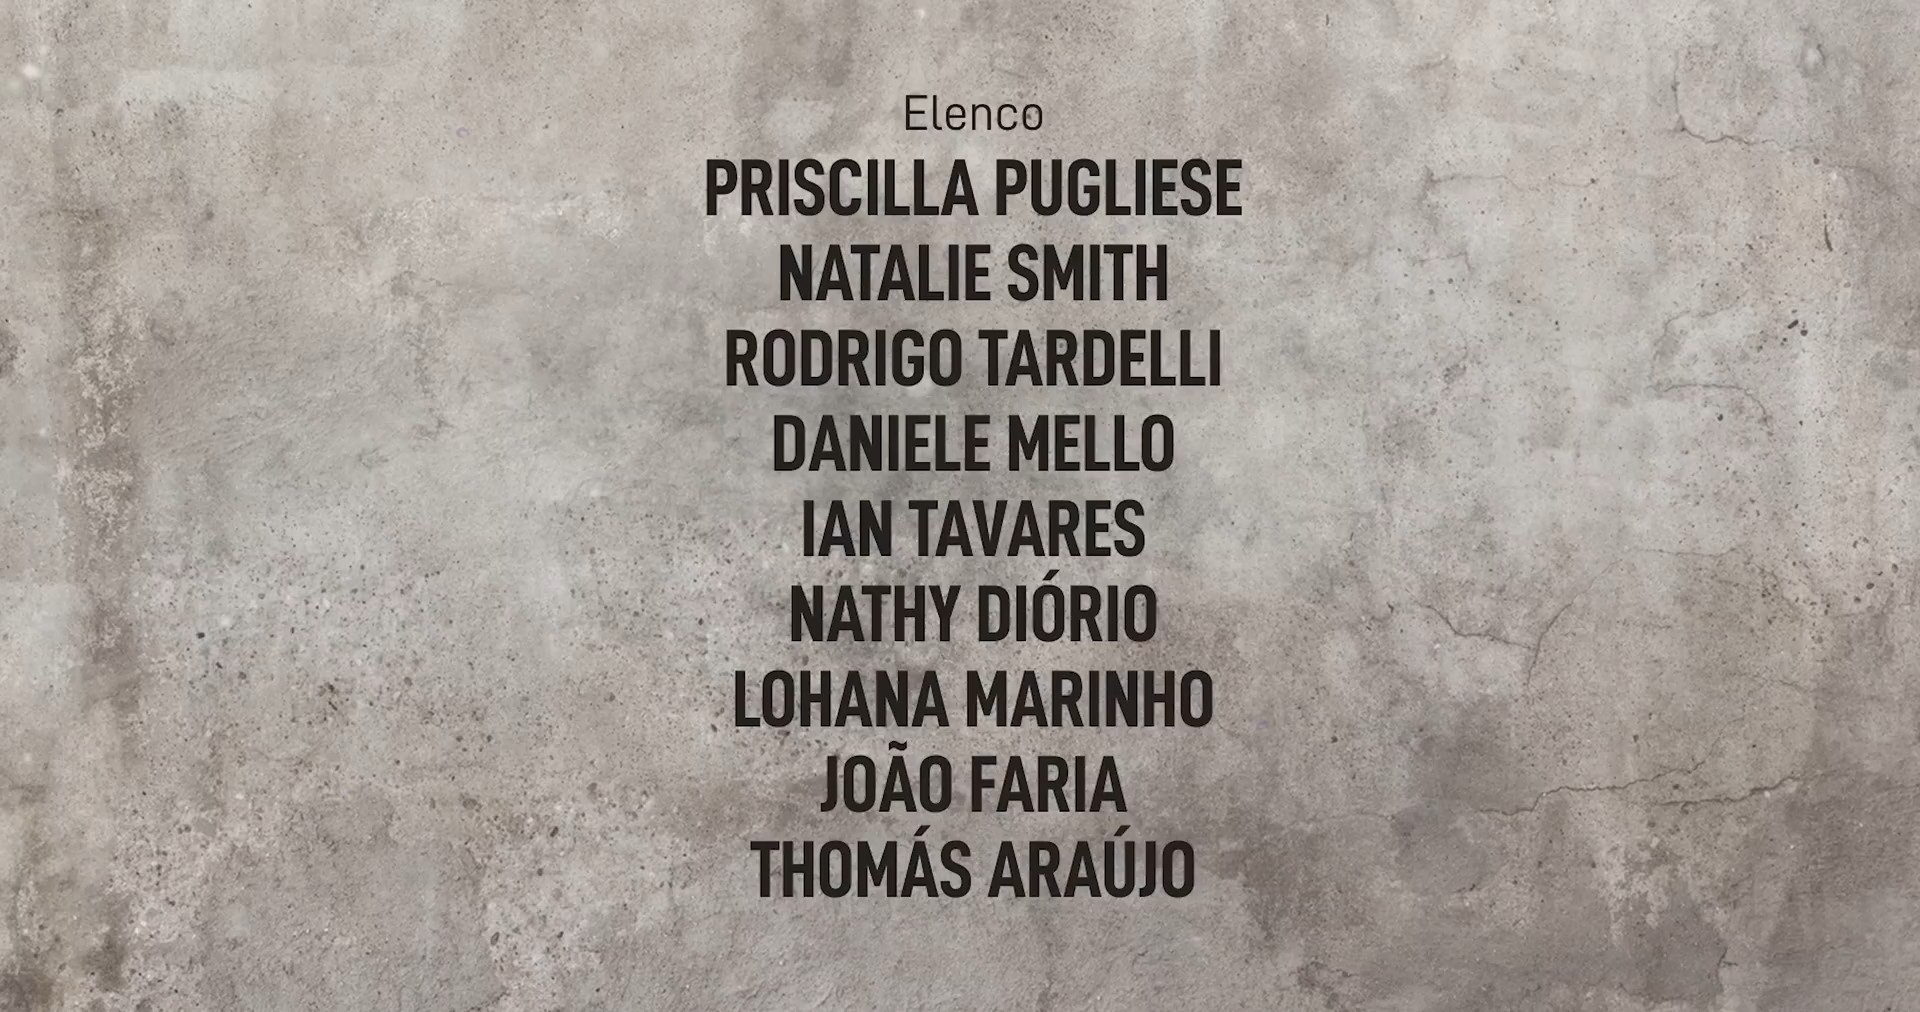 Elenco
PRISCILLA PUGLIESE
NATALIE SMITH
RODRIGO TARDELLI
DANIELE MELLO
IAN TAVARES
NATHY DIÓRIO
LOHANA MARINHO
JOÃO FARIA
THOMÁS ARAÚJO